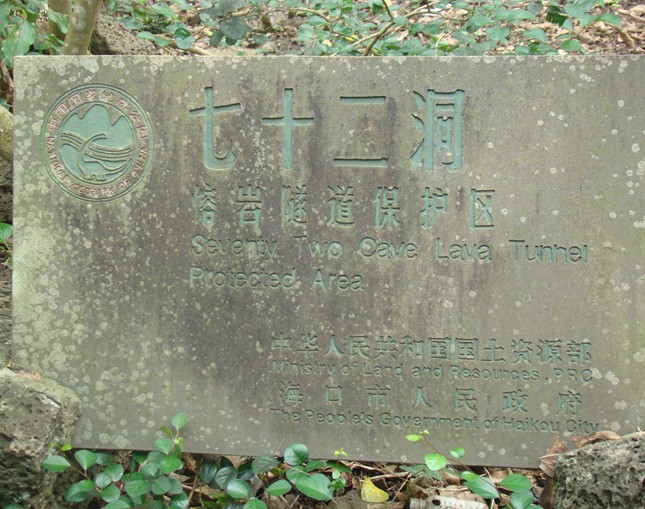 七十二洞
熔岩隧道保护区
Seventy Two Cave Lava Tunnel
Protected Area
中华人民共和国国土资源部
Ministry of Land and Resources, PRC
海口市人民政府
The People's Government of Haikou City